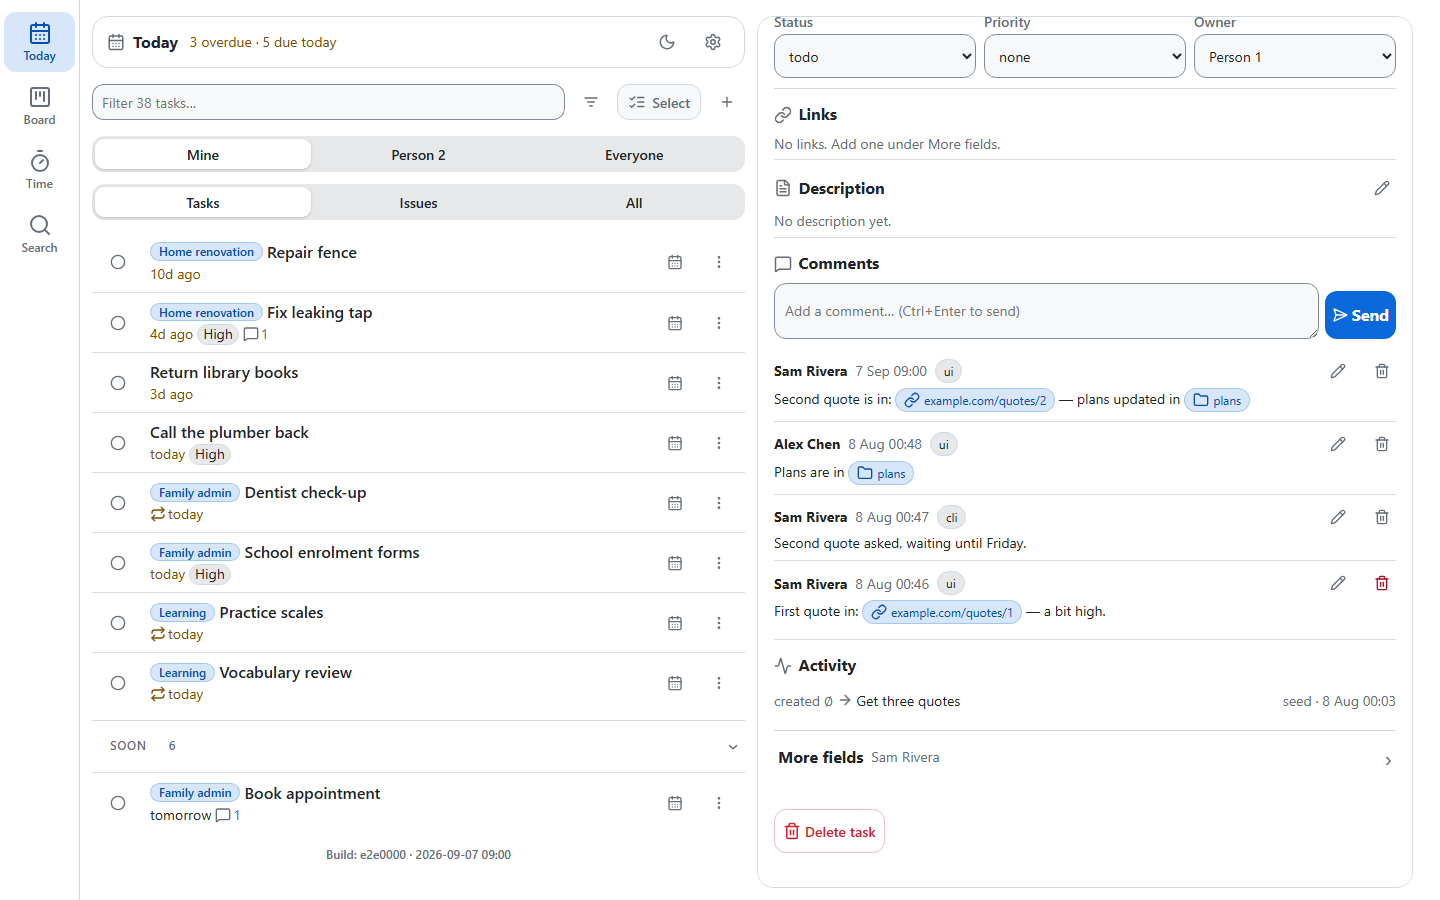 Today
Board
Time
Search
Today 3 overdue · 5 due today
Filter 38 tasks...
Select
Mine Person 2 Everyone
Tasks Issues All
Home renovation Repair fence
10d ago
Home renovation Fix leaking tap
4d ago High 1
Return library books
3d ago
Call the plumber back
today High
Family admin Dentist check-up
today
Family admin School enrolment forms
today High
Learning Practice scales
today
Learning Vocabulary review
today
SOON 6
Family admin Book appointment
tomorrow 1
Build: e2e0000 · 2026-09-07 09:00
Status Priority Owner
todo none Person 1
Links
No links. Add one under More fields.
Description
No description yet.
Comments
Add a comment... (Ctrl+Enter to send)
Send
Sam Rivera 7 Sep 09:00 ui
Second quote is in: example.com/quotes/2 — plans updated in plans
Alex Chen 8 Aug 00:48 ui
Plans are in plans
Sam Rivera 8 Aug 00:47 cli
Second quote asked, waiting until Friday.
Sam Rivera 8 Aug 00:46 ui
First quote in: example.com/quotes/1 — a bit high.
Activity
created ∅ → Get three quotes seed · 8 Aug 00:03
More fields Sam Rivera
Delete task